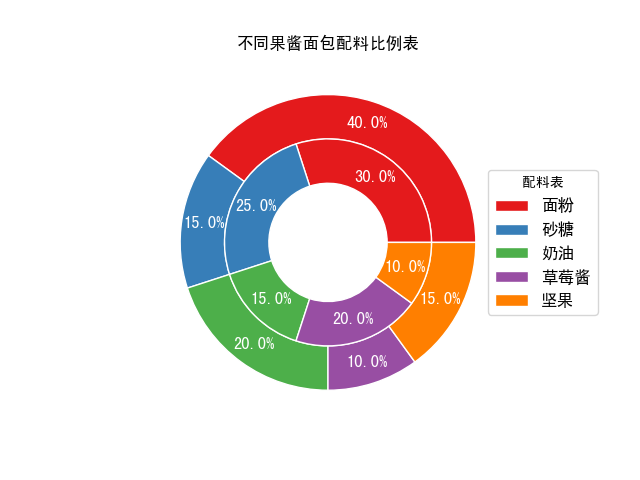 不同果酱面包配料比例表
40.0%
30.0%
25.0%
15.0%
10.0%
15.0%
15.0%
20.0%
20.0%
10.0%
配料表
面粉
砂糖
奶油
草莓酱
坚果